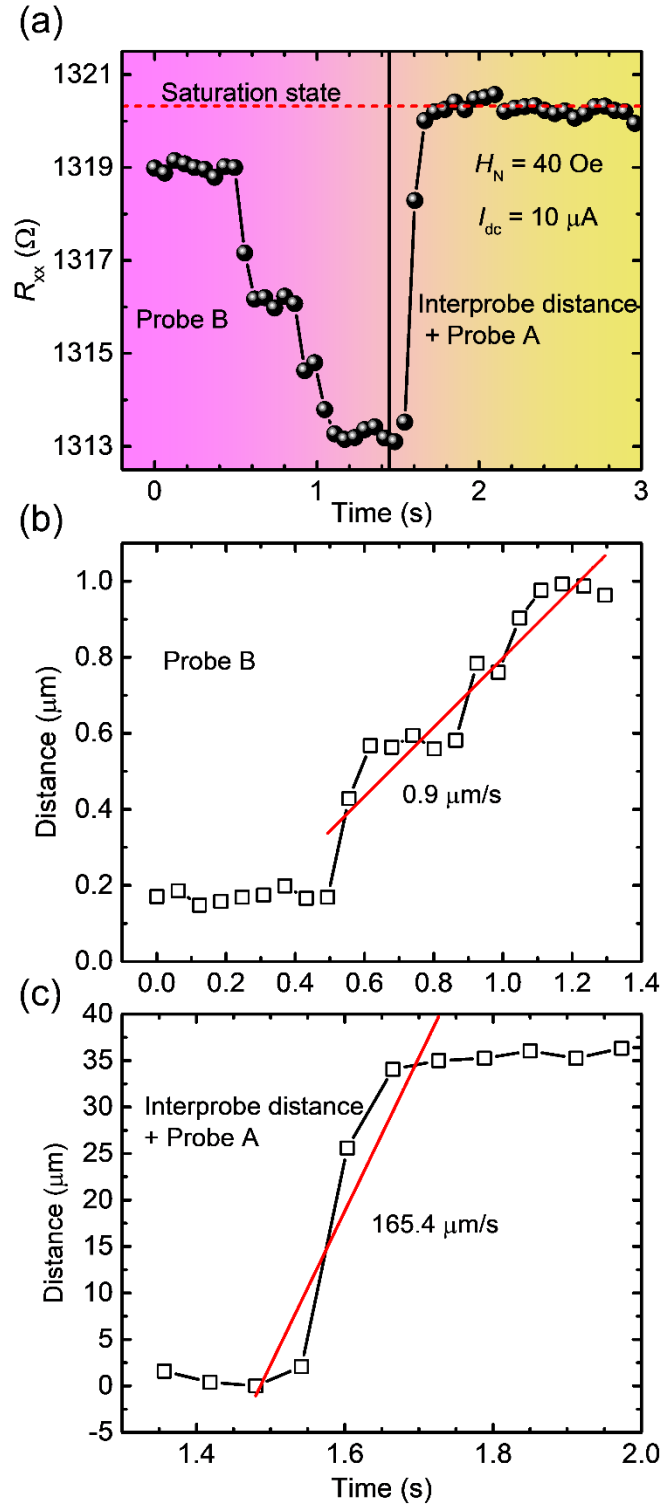 (a)
1321
1319
1317
1315
1313
R_xx (Ω)
Saturation state
H_N = 40 Oe
I_dc = 10 μA
Probe B
Interprobe distance
+ Probe A
0 1 2 3
Time (s)
(b)
1.0
0.8
0.6
0.4
0.2
0.0
Distance (μm)
Probe B
0.9 μm/s
0.0 0.2 0.4 0.6 0.8 1.0 1.2 1.4
(c)
40
35
30
25
20
15
10
5
0
-5
Distance (μm)
Interprobe distance
+ Probe A
165.4 μm/s
1.4 1.6 1.8 2.0
Time (s)